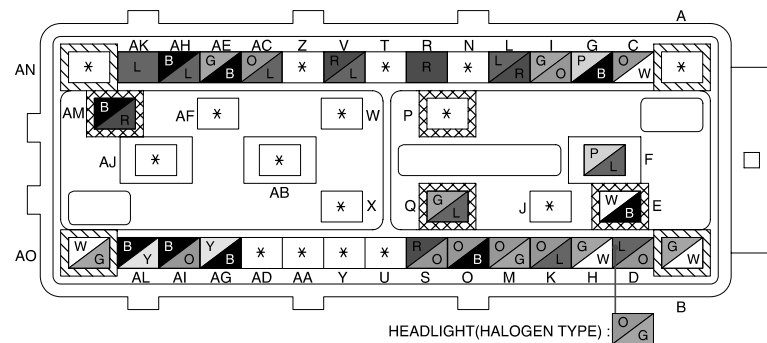 A
AK AH AE AC Z V T R N L I G C
AN * L B L G B O L * R L * R * L R G O P B O W *
AM B R AF * * W P *
AJ * * P L F
AB
* X Q G L J * W B E
AO W G B Y B O Y B * * * * R O O B O G O L G W L O G W
AL AI AG AD AA Y U S O M K H D
B
HEADLIGHT(HALOGEN TYPE) : O G